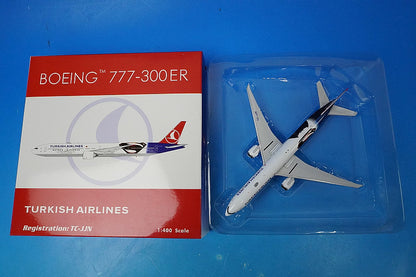 BOEING™ 777-300ER
TURKISH AIRLINES
TURKISH AIRLINES
Registration: TC-JJN
1:400 Scale